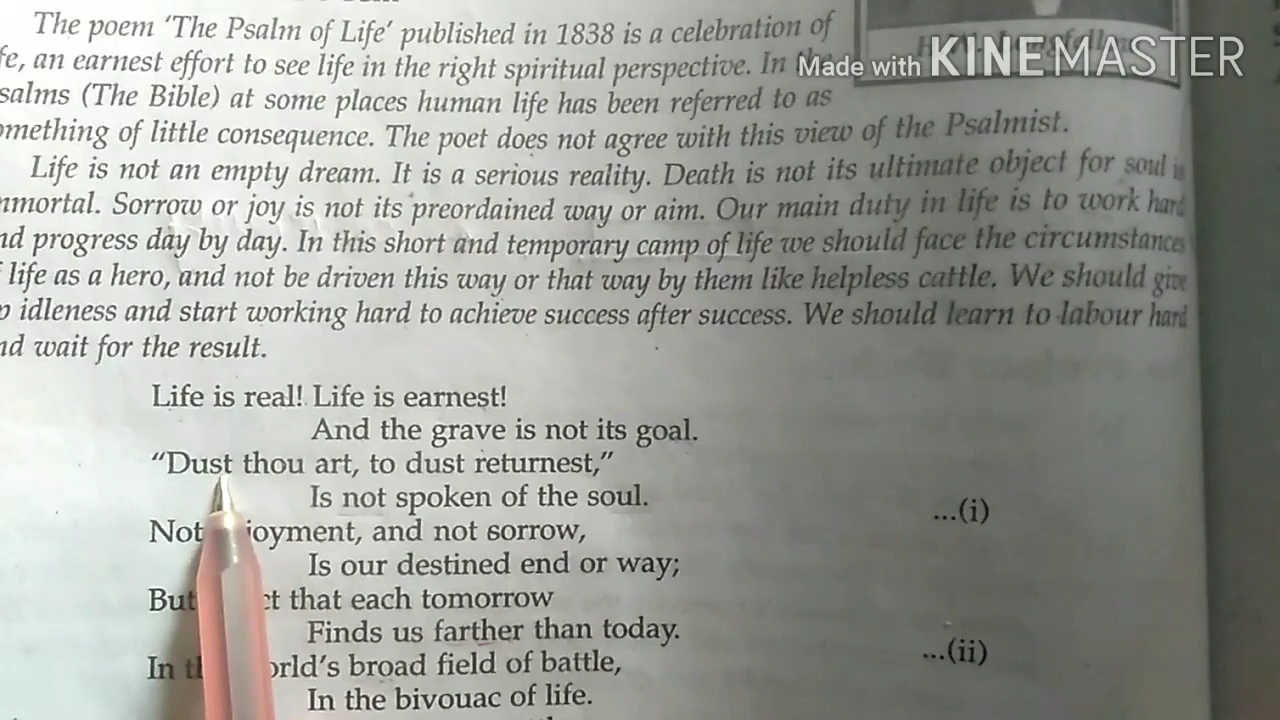 The poem ‘The Psalm of Life’ published in 1838 is a celebration of
fe, an earnest effort to see life in the right spiritual perspective. In the
Made with KINEMASTER
salms (The Bible) at some places human life has been referred to as
omething of little consequence. The poet does not agree with this view of the Psalmist.
Life is not an empty dream. It is a serious reality. Death is not its ultimate object for soul is
mmortal. Sorrow or joy is not its preordained way or aim. Our main duty in life is to work hard
nd progress day by day. In this short and temporary camp of life we should face the circumstances
f life as a hero, and not be driven this way or that way by them like helpless cattle. We should give
p idleness and start working hard to achieve success after success. We should learn to labour hard
nd wait for the result.
Life is real! Life is earnest!
And the grave is not its goal.
“Dust thou art, to dust returnest,”
Is not spoken of the soul.
...(i)
Not joyment, and not sorrow,
Is our destined end or way;
But ct that each tomorrow
Finds us farther than today.
...(ii)
In th orld’s broad field of battle,
In the bivouac of life.